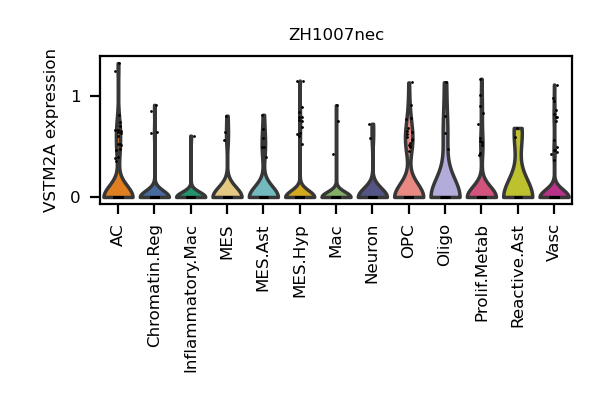 ZH1007nec
VSTM2A expression
1
0
AC
Chromatin.Reg
Inflammatory.Mac
MES
MES.Ast
MES.Hyp
Mac
Neuron
OPC
Oligo
Prolif.Metab
Reactive.Ast
Vasc